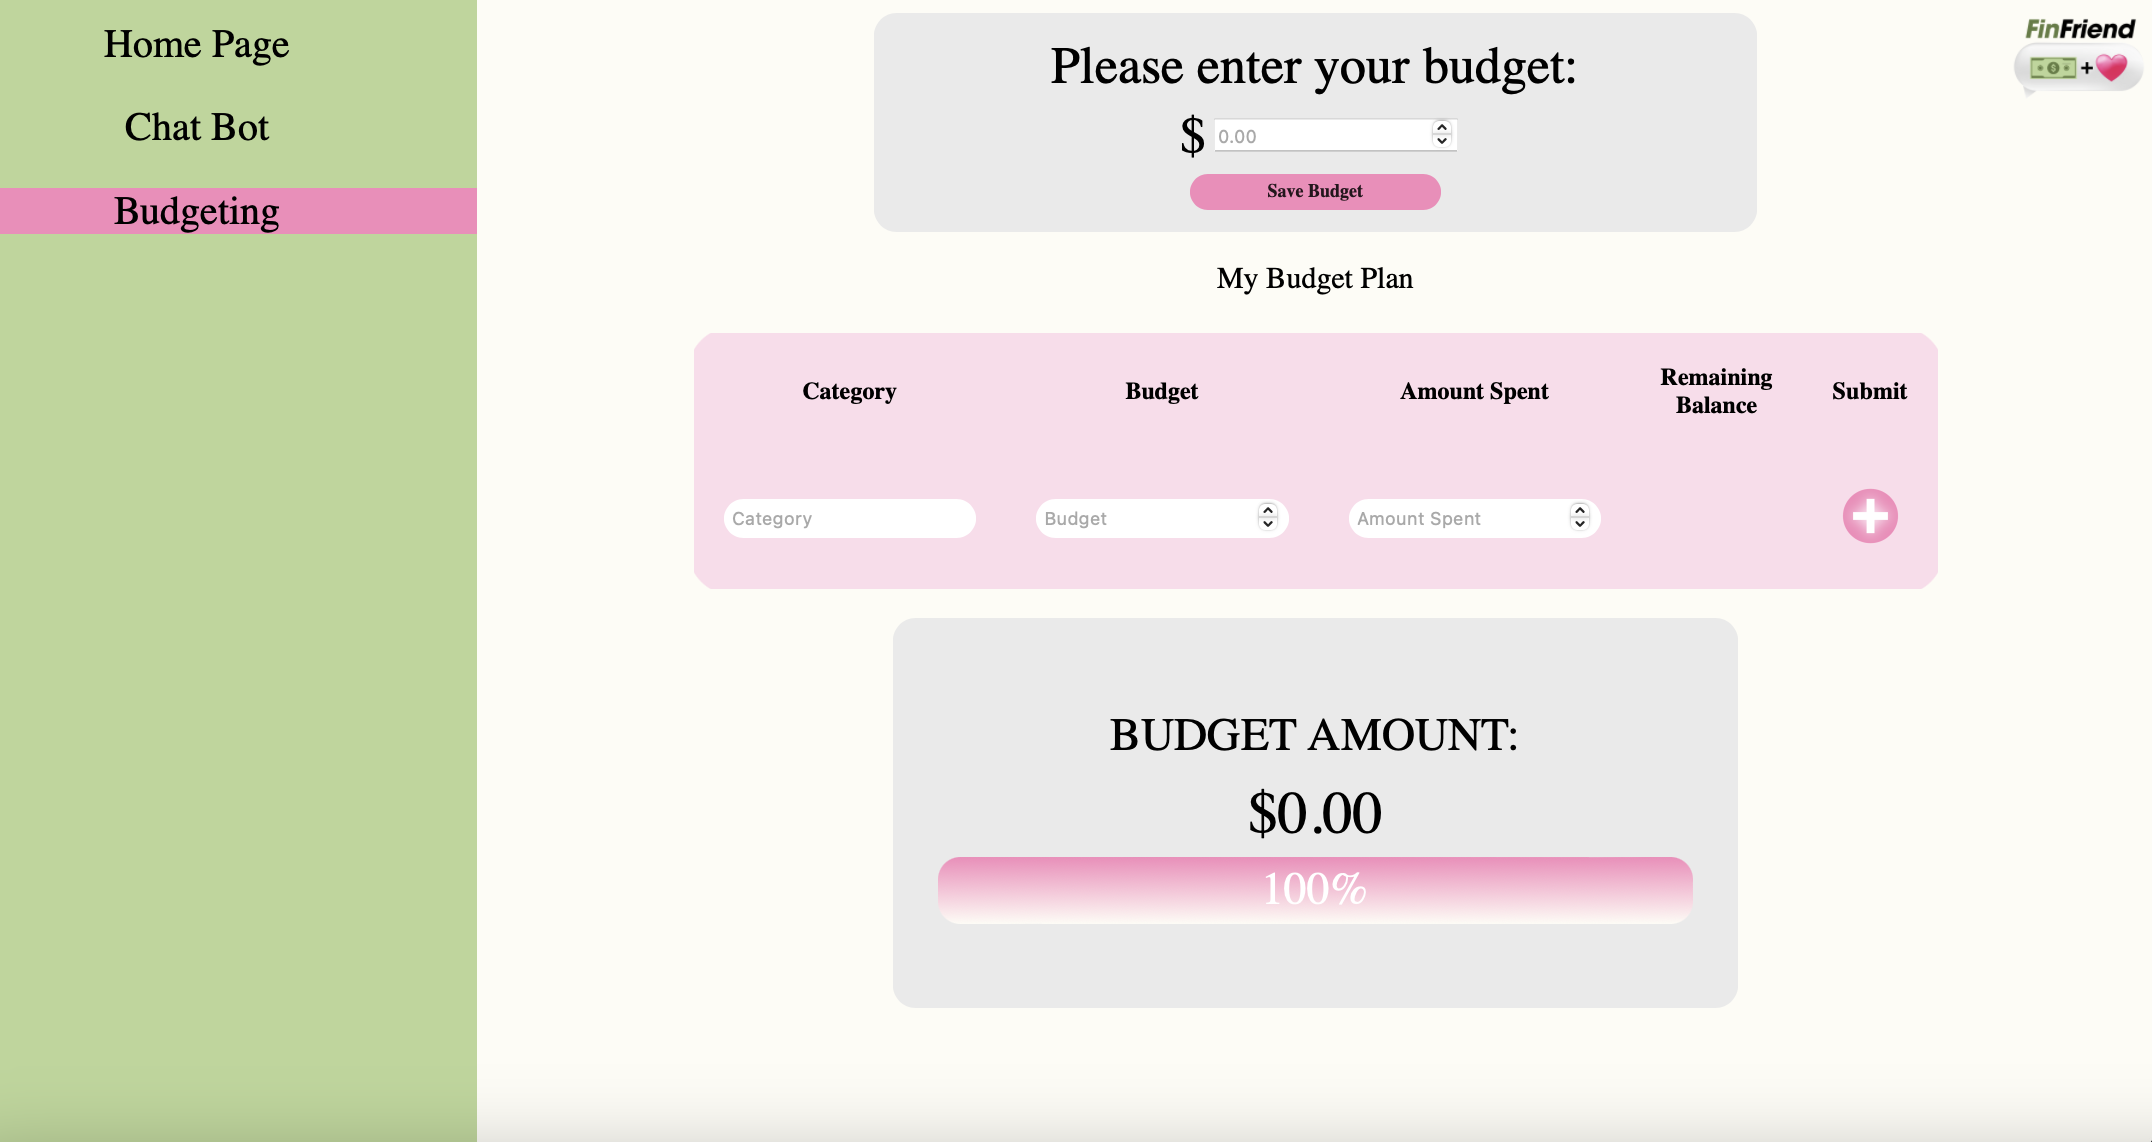 Home Page
Chat Bot
Budgeting
Please enter your budget:
$ 0.00
Save Budget
FinFriend
$ +
My Budget Plan
Category Budget Amount Spent Remaining Balance Submit
Category Budget Amount Spent
BUDGET AMOUNT:
$0.00
100%